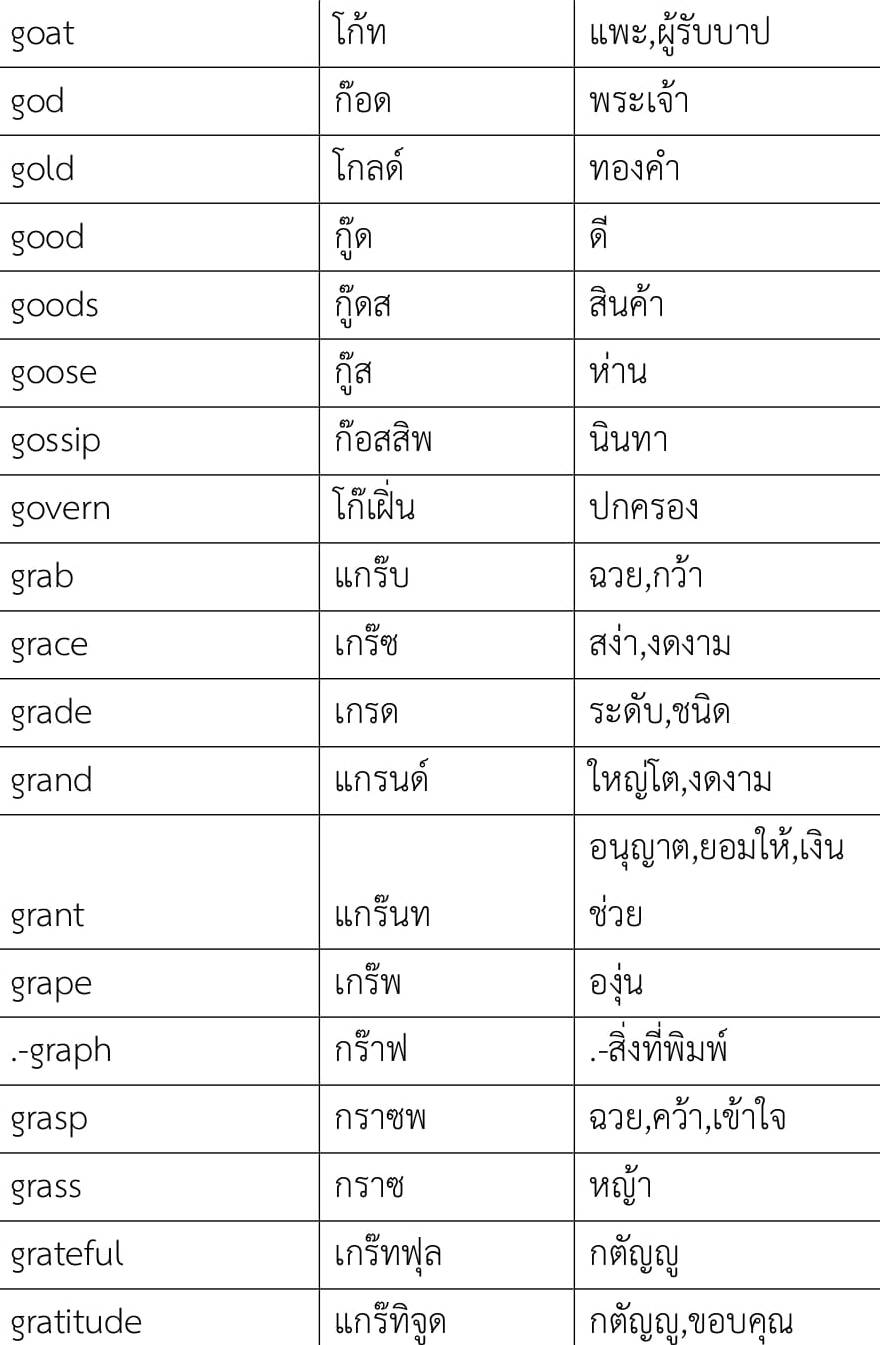 goat โก้ท แพะ,ผู้รับบาป
god ก๊อด พระเจ้า
gold โกลด์ ทองคำ
good กู๊ด ดี
goods กู๊ดส สินค้า
goose กู๊ส ห่าน
gossip ก๊อสสิพ นินทา
govern โก๊เฝิ่น ปกครอง
grab แกร๊บ ฉวย,กว้า
grace เกร๊ซ สง่า,งดงาม
grade เกรด ระดับ,ชนิด
grand แกรนด์ ใหญ่โต,งดงาม
อนุญาต,ยอมให้,เงิน
grant แกร๊นท ช่วย
grape เกร๊พ องุ่น
.-graph กร๊าฟ .-สิ่งที่พิมพ์
grasp กราซพ ฉวย,คว้า,เข้าใจ
grass กราซ หญ้า
grateful เกร๊ทฟุล กตัญญู
gratitude แกร๊ทิจูด กตัญญู,ขอบคุณ